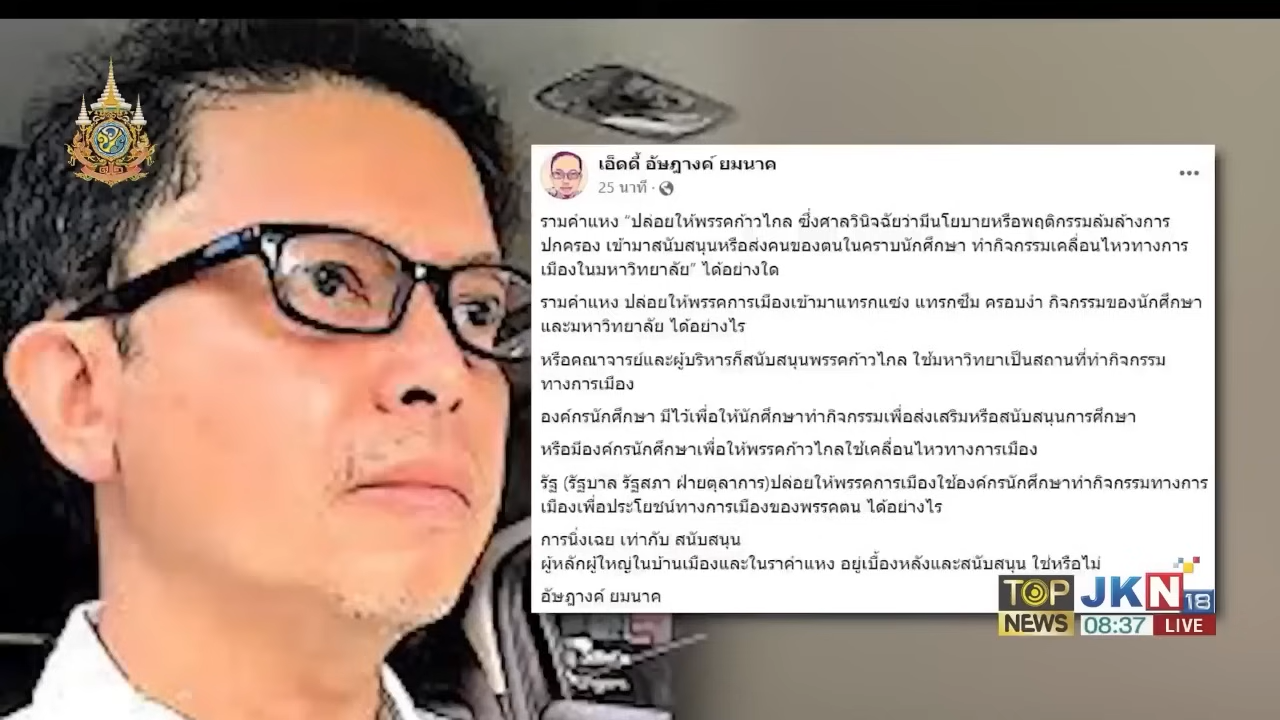 เอ็ดดี้ อัษฎางค์ ยมนาค
25 นาที ·
รามคำแหง “ปล่อยให้พรรคก้าวไกล ซึ่งศาลวินิจฉัยว่ามีนโยบายหรือพฤติกรรมล้มล้างการ
ปกครอง เข้ามาสนับสนุนหรือส่งคนของตนในคราบนักศึกษา ทำกิจกรรมเคลื่อนไหวทางการ
เมืองในมหาวิทยาลัย” ได้อย่างใด
รามคำแหง ปล่อยให้พรรคการเมืองเข้ามาแทรกแซง แทรกซึม ครอบงำ กิจกรรมของนักศึกษา
และมหาวิทยาลัย ได้อย่างไร
หรือคณาจารย์และผู้บริหารก็สนับสนุนพรรคก้าวไกล ใช้มหาวิทยาเป็นสถานที่ทำกิจกรรม
ทางการเมือง
องค์กรนักศึกษา มีไว้เพื่อให้นักศึกษาทำกิจกรรมเพื่อส่งเสริมหรือสนับสนุนการศึกษา
หรือมีองค์กรนักศึกษาเพื่อให้พรรคก้าวไกลใช้เคลื่อนไหวทางการเมือง
รัฐ (รัฐบาล รัฐสภา ฝ่ายตุลาการ)ปล่อยให้พรรคการเมืองใช้องค์กรนักศึกษาทำกิจกรรมทางการ
เมืองเพื่อประโยชน์ทางการเมืองของพรรคตน ได้อย่างไร
การนิ่งเฉย เท่ากับ สนับสนุน
ผู้หลักผู้ใหญ่ในบ้านเมืองและในราคำแหง อยู่เบื้องหลังและสนับสนุน ใช่หรือไม่
อัษฎางค์ ยมนาค
TOP NEWS
JKN 18
08:37 LIVE